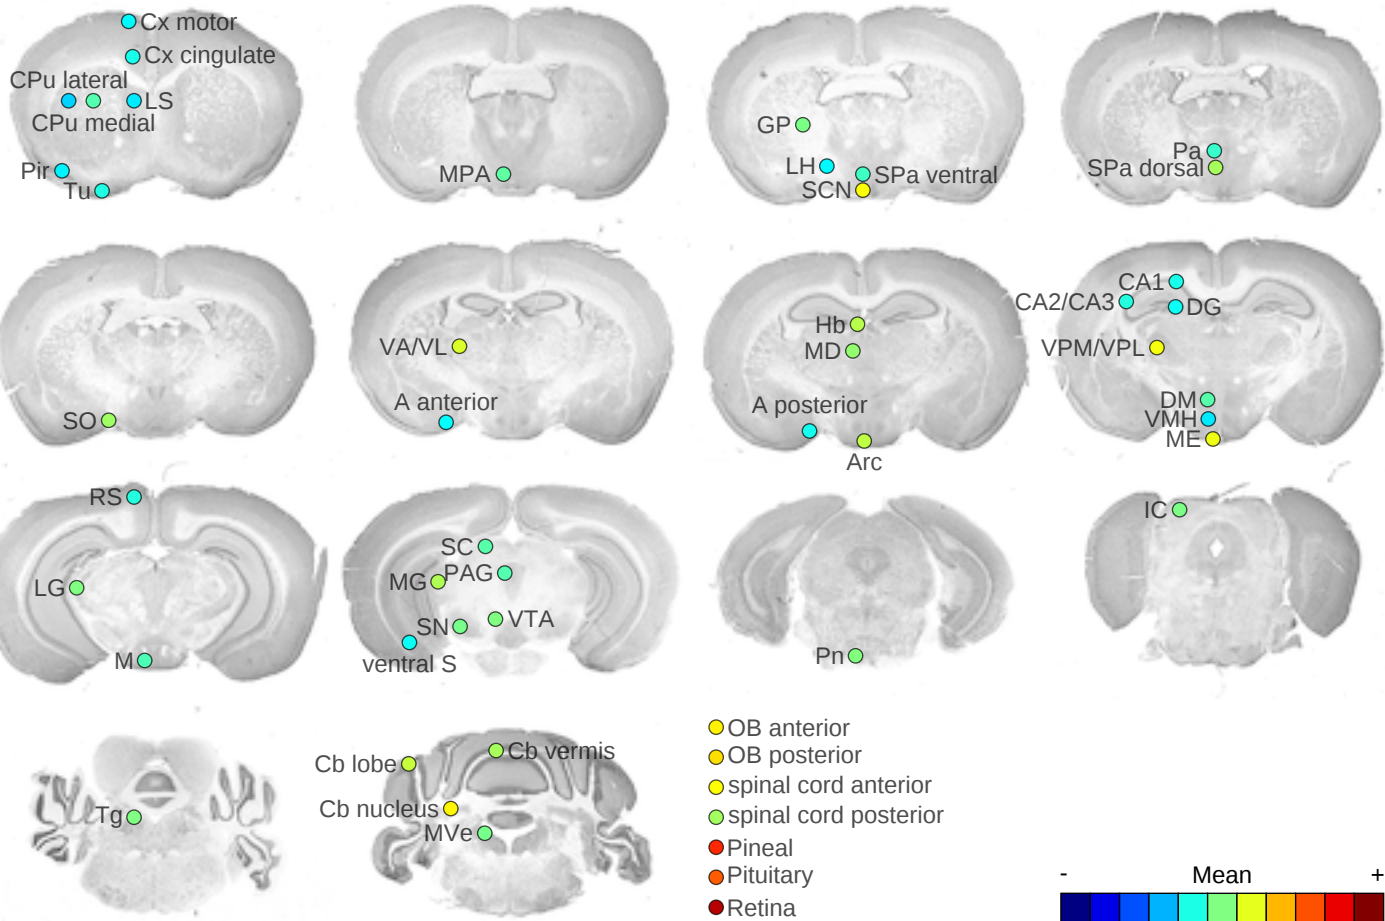 Cx motor
Cx cingulate
CPu lateral
LS
CPu medial
Pir
Tu
MPA
GP
LH
SPa ventral
SCN
Pa
SPa dorsal
SO
VA/VL
A anterior
Hb
MD
A posterior
Arc
CA1
CA2/CA3
DG
VPM/VPL
DM
VMH
ME
RS
LG
M
SC
PAG
MG
VTA
SN
ventral S
Pn
IC
Tg
Cb vermis
Cb lobe
Cb nucleus
MVe
OB anterior
OB posterior
spinal cord anterior
spinal cord posterior
Pineal
Pituitary
Retina
- Mean +